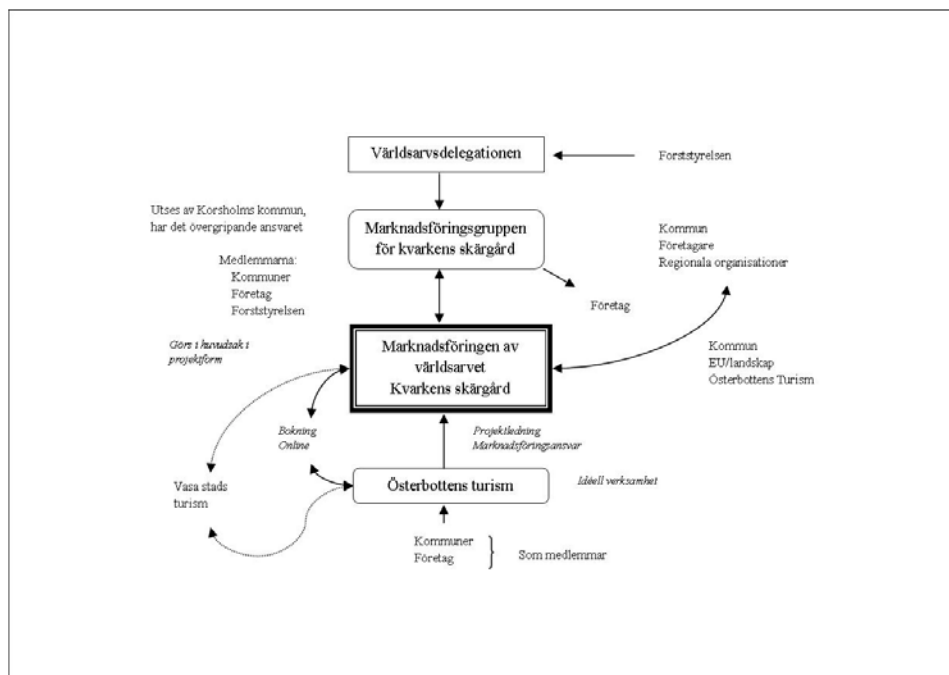 Världsarvsdelegationen
Forststyrelsen
Utses av Korsholms kommun,
har det övergripande ansvaret
Marknadsföringsgruppen
för kvarkens skärgård
Kommun
Företagare
Regionala organisationer
Medlemmarna:
Kommuner
Företag
Forststyrelsen
Företag
Görs i huvudsak i
projektform
Marknadsföringen av
världsarvet
Kvarkens skärgård
Kommun
EU/landskap
Österbottens Turism
Bokning
Online
Projektledning
Marknadsföringsansvar
Vasa stads
turism
Österbottens turism
Idéell verksamhet
Kommuner
Företag
Som medlemmar